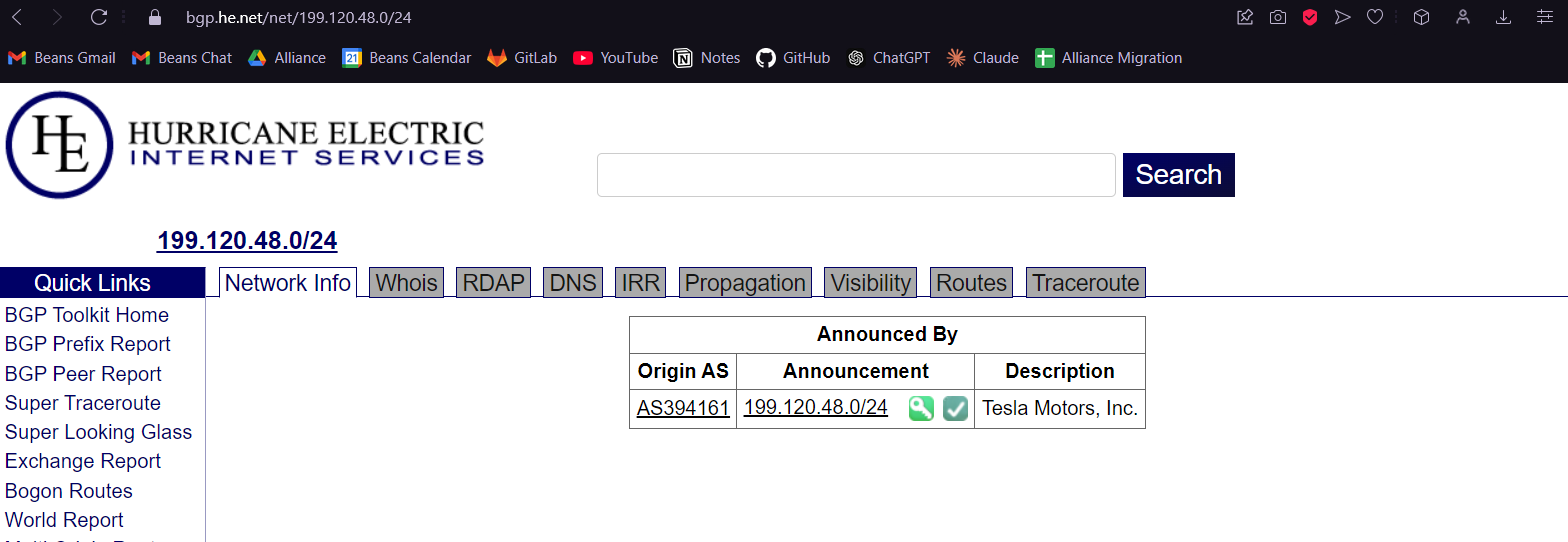 bgp.he.net/net/199.120.48.0/24
Beans Gmail Beans Chat Alliance 21 Beans Calendar GitLab YouTube Notes GitHub ChatGPT Claude Alliance Migration
HE HURRICANE ELECTRIC
INTERNET SERVICES
Search
199.120.48.0/24
Quick Links
Network Info Whois RDAP DNS IRR Propagation Visibility Routes Traceroute
BGP Toolkit Home
BGP Prefix Report
BGP Peer Report
Super Traceroute
Super Looking Glass
Exchange Report
Bogon Routes
World Report
Announced By
Origin AS Announcement Description
AS394161 199.120.48.0/24 Tesla Motors, Inc.